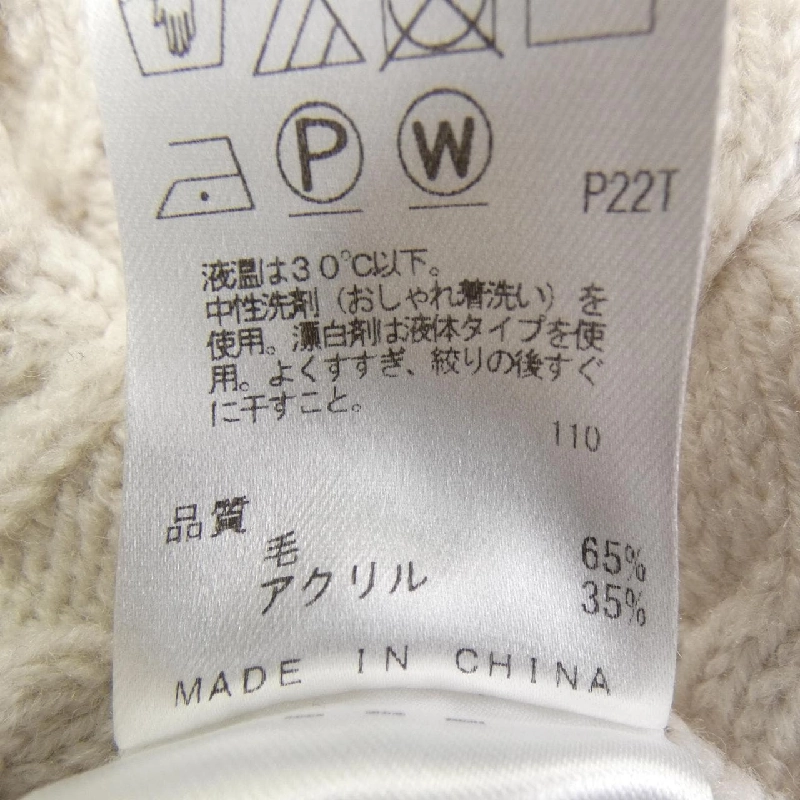 P
W
P22T
液温は30℃以下。
中性洗剤（おしゃれ着洗い）を
使用。漂白剤は液体タイプを使
用。よくすすぎ、絞りの後すぐ
に干すこと。
110
品質
毛 65%
アクリル 35%
MADE IN CHINA